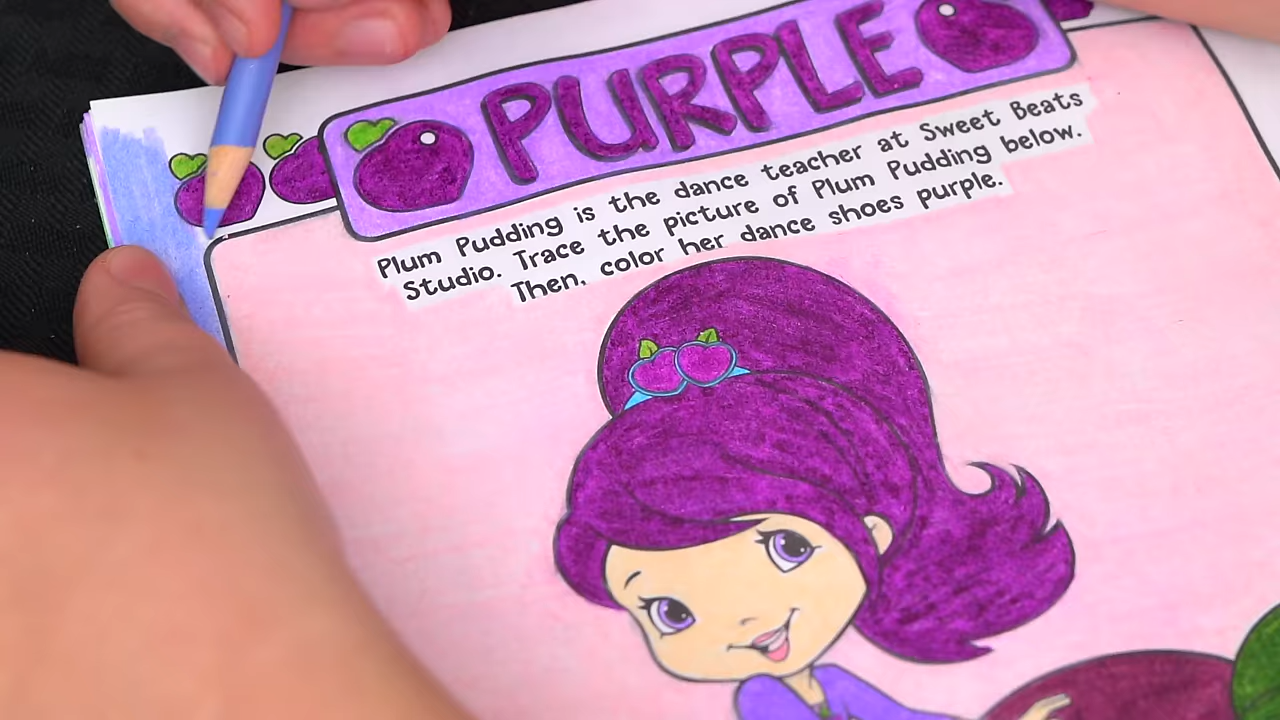 PURPLE
Plum Pudding is the dance teacher at Sweet Beats
Studio. Trace the picture of Plum Pudding below.
Then, color her dance shoes purple.